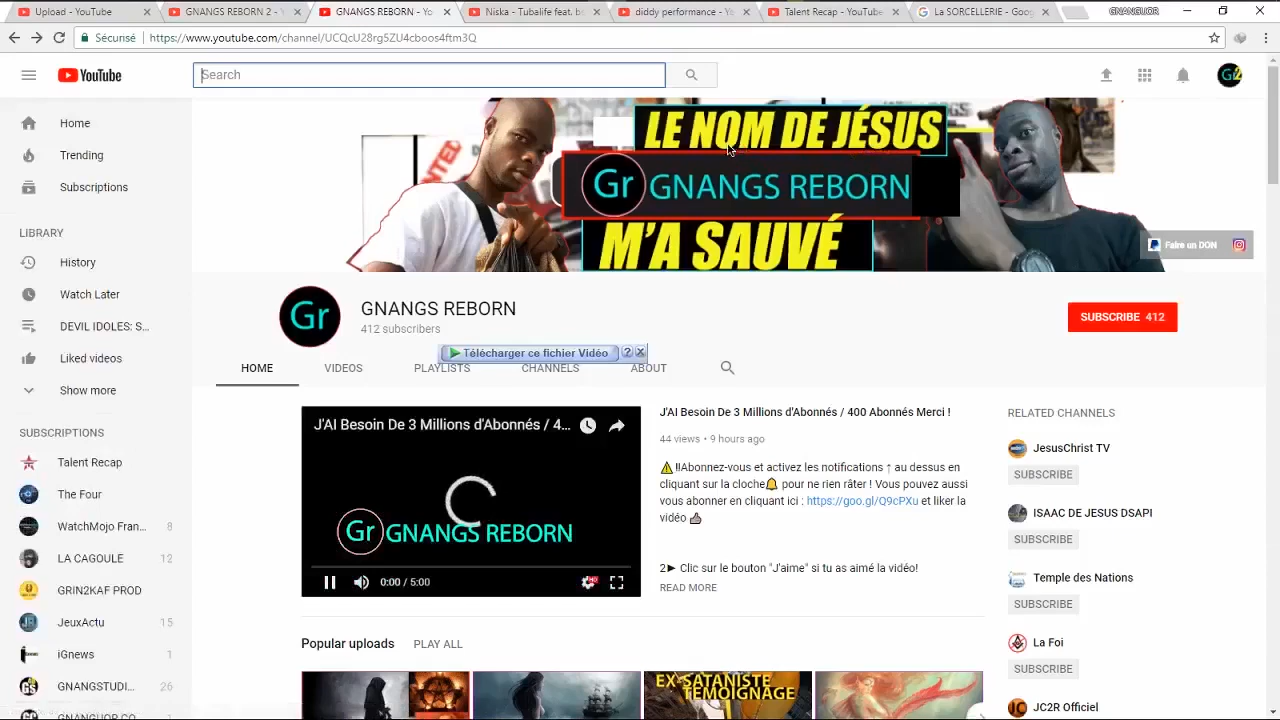 Upload - YouTube
GNANGS REBORN 2 - Y
GNANGS REBORN - Yo
Niska - Tubalife feat. b
diddy performance - Yo
Talent Recap - YouTube
La SORCELLERIE - Goog
GNANGUOR
Sécurisé
https://www.youtube.com/channel/UCQcU28rg5ZU4cboos4ftm3Q
YouTube
Search
Home
Trending
Subscriptions
LIBRARY
History
Watch Later
DEVIL IDOLES: S...
Liked videos
Show more
SUBSCRIPTIONS
Talent Recap
The Four
WatchMojo Fran... 8
LA CAGOULE 12
GRIN2KAF PROD
JeuxActu 15
iGnews 1
GNANGSTUDI... 26
LE NOM DE JÉSUS
Gr GNANGS REBORN
M'A SAUVÉ
Faire un DON
Gr
GNANGS REBORN
412 subscribers
SUBSCRIBE 412
Télécharger ce fichier Vidéo ?
HOME VIDEOS PLAYLISTS CHANNELS ABOUT
J'AI Besoin De 3 Millions d'Abonnés / 4...
Gr GNANGS REBORN
0:00 / 5:00
HD
J'AI Besoin De 3 Millions d'Abonnés / 400 Abonnés Merci !
44 views • 9 hours ago
⚠‼Abonnez-vous et activez les notifications ↑ au dessus en
cliquant sur la cloche🔔 pour ne rien râter ! Vous pouvez aussi
vous abonner en cliquant ici : https://goo.gl/Q9cPXu et liker la
vidéo 👍
2► Clic sur le bouton "J'aime" si tu as aimé la vidéo!
READ MORE
Popular uploads PLAY ALL
EX-SATANISTE
TÉMOIGNAGE
RELATED CHANNELS
JesusChrist TV
SUBSCRIBE
ISAAC DE JESUS DSAPI
SUBSCRIBE
Temple des Nations
SUBSCRIBE
La Foi
SUBSCRIBE
JC2R Officiel